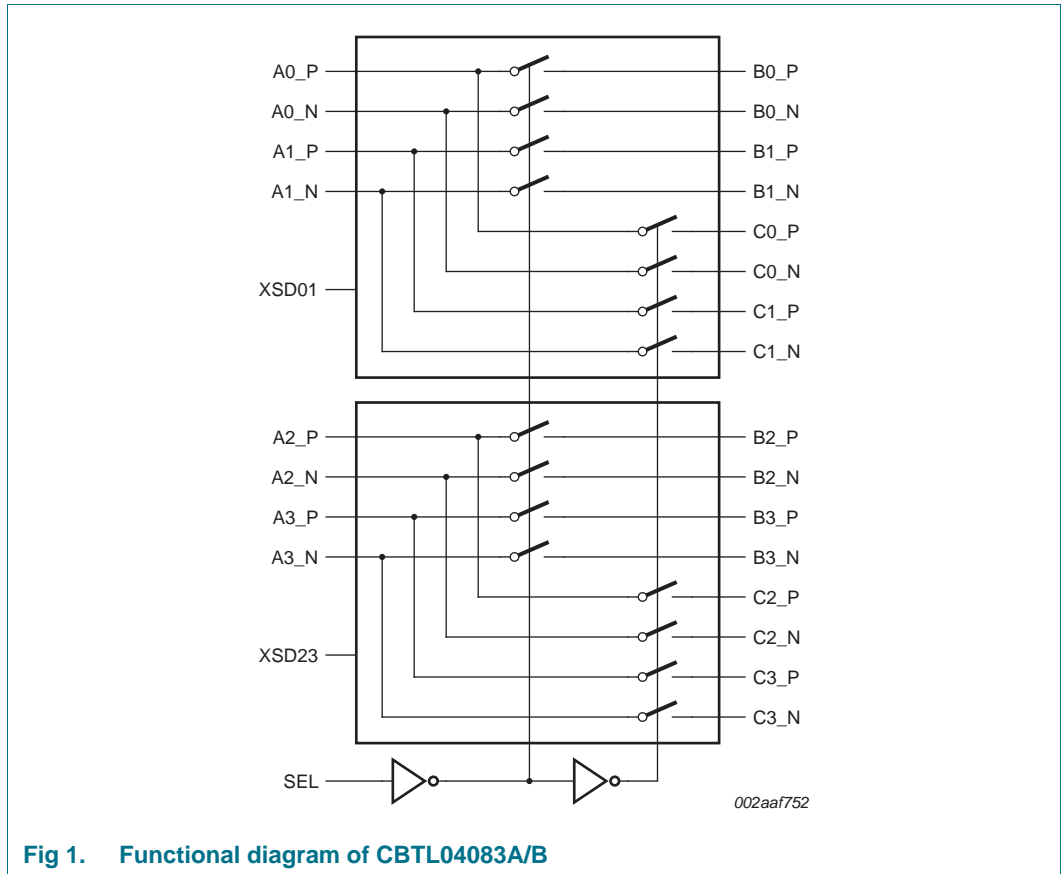 A0_P
B0_P
A0_N
B0_N
A1_P
B1_P
A1_N
B1_N
C0_P
C0_N
XSD01
C1_P
C1_N
A2_P
B2_P
A2_N
B2_N
A3_P
B3_P
A3_N
B3_N
C2_P
C2_N
XSD23
C3_P
C3_N
SEL
002aaf752
Fig 1. Functional diagram of CBTL04083A/B